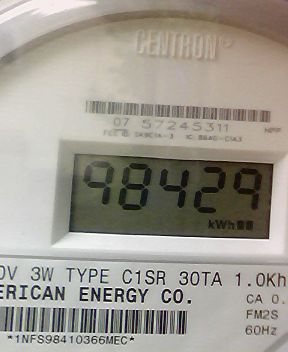 CENTRON®
07 57245311
98429
kWh
0V 3W TYPE C1SR 30TA 1.0Kh
ERICAN ENERGY CO.
CA 0.
FM2S
60Hz
*1NFS98410366MEC*